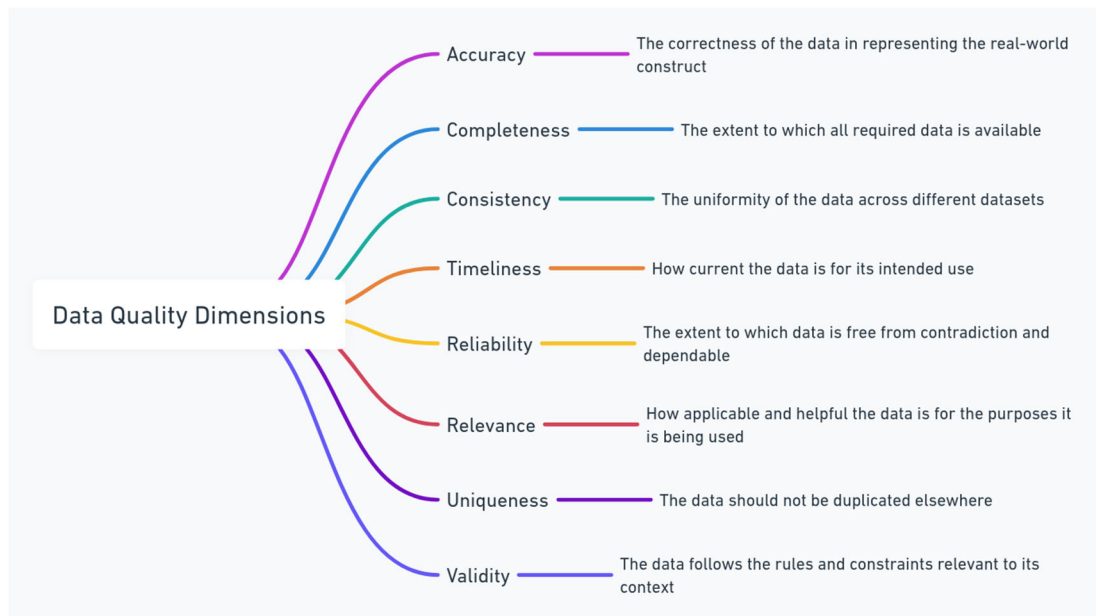 Data Quality Dimensions
Accuracy
The correctness of the data in representing the real-world
construct
Completeness
The extent to which all required data is available
Consistency
The uniformity of the data across different datasets
Timeliness
How current the data is for its intended use
Reliability
The extent to which data is free from contradiction and
dependable
Relevance
How applicable and helpful the data is for the purposes it
is being used
Uniqueness
The data should not be duplicated elsewhere
Validity
The data follows the rules and constraints relevant to its
context